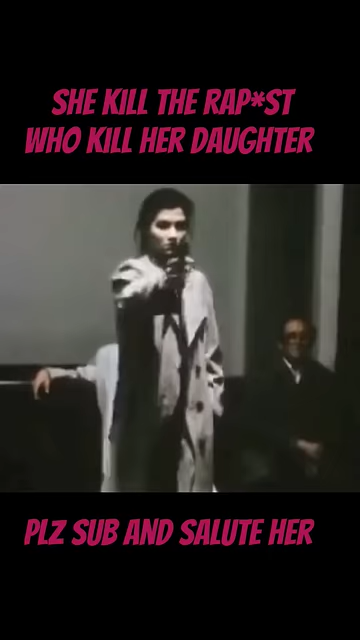 SHE KILL THE RAP*ST
WHO KILL HER DAUGHTER
PLZ SUB AND SALUTE HER